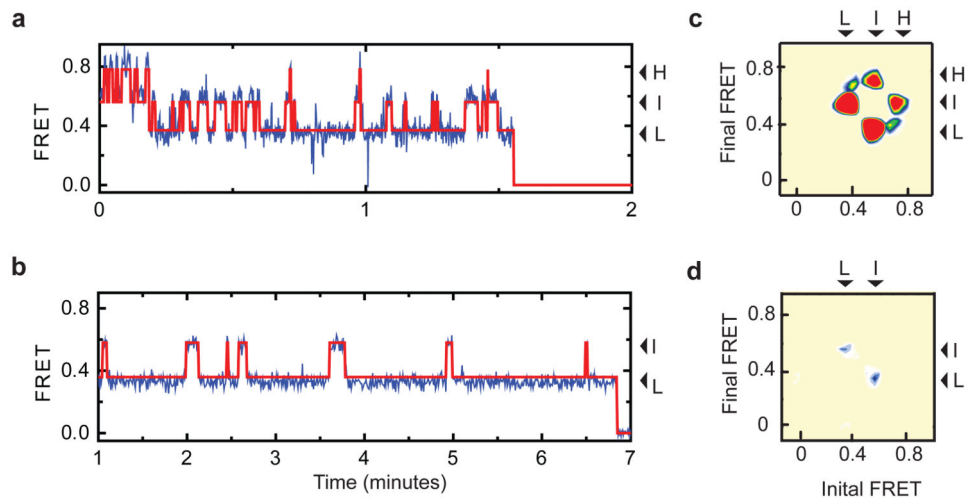 a
FRET
0.8
0.4
0.0
0
1
2
H
I
L
b
FRET
0.8
0.4
0.0
1
2
3
4
5
6
7
Time (minutes)
I
L
c
L I H
Final FRET
0.8
0.4
0
0
0.4
0.8
H
I
L
d
L I
Final FRET
0.8
0.4
0
0
0.4
0.8
Inital FRET
I
L